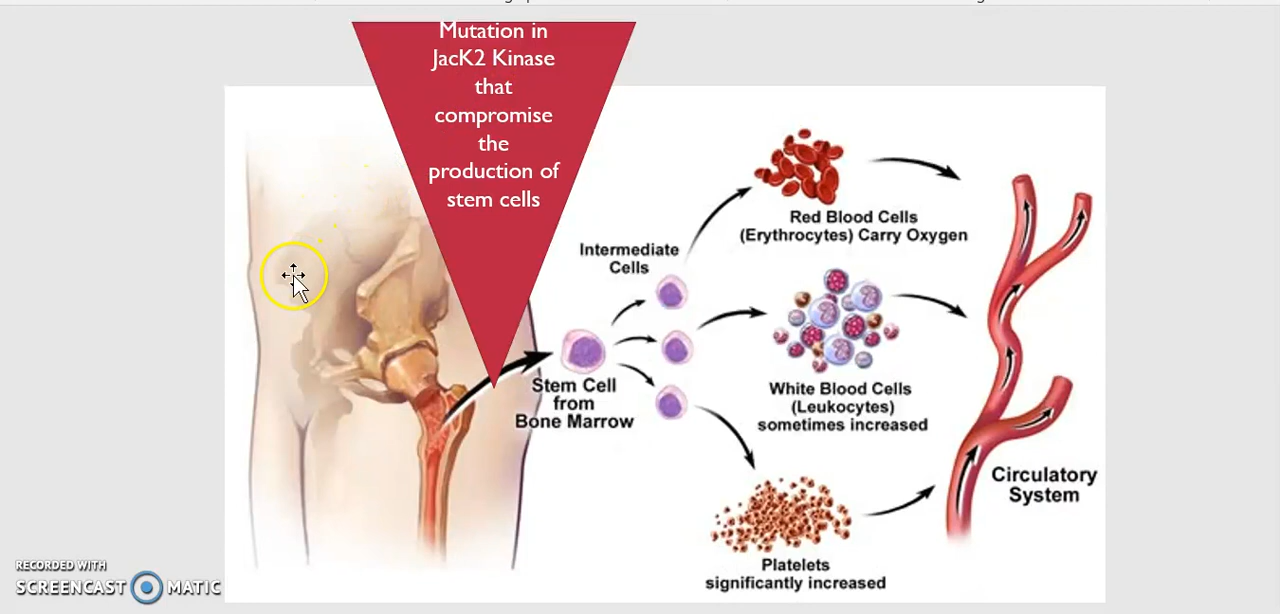 Mutation in
JacK2 Kinase
that
compromise
the
production of
stem cells
Intermediate
Cells
Stem Cell
from
Bone Marrow
Red Blood Cells
(Erythrocytes) Carry Oxygen
White Blood Cells
(Leukocytes)
sometimes increased
Platelets
significantly increased
Circulatory
System
RECORDED WITH
SCREENCAST MATIC